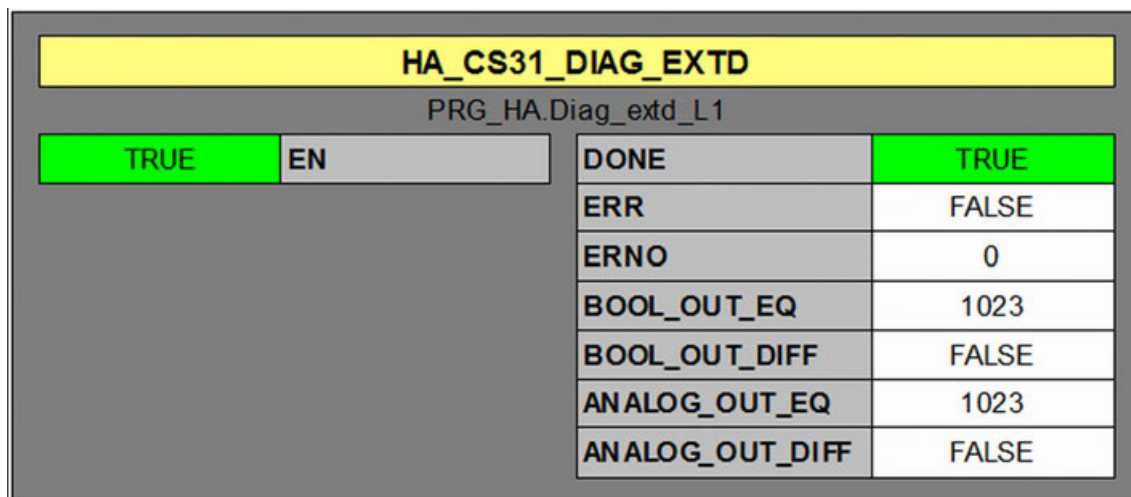 HA_CS31_DIAG_EXTD
PRG_HA.Diag_extd_L1
TRUE EN DONE TRUE
ERR FALSE
ERNO 0
BOOL_OUT_EQ 1023
BOOL_OUT_DIFF FALSE
ANALOG_OUT_EQ 1023
ANALOG_OUT_DIFF FALSE